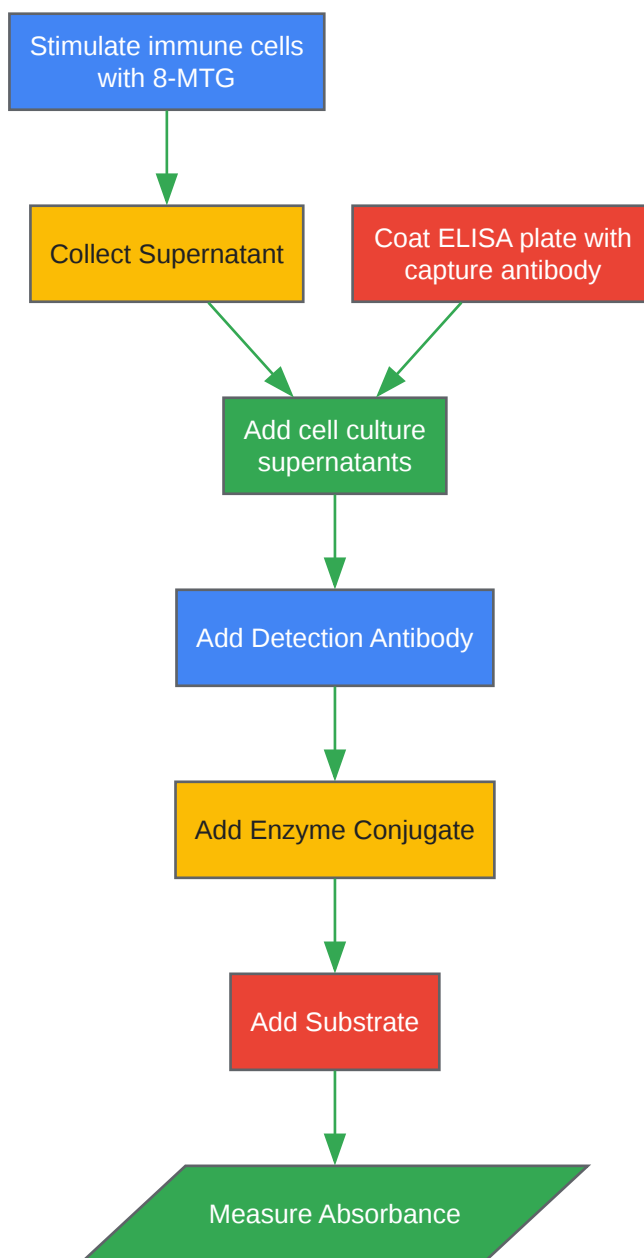 Stimulate immune cells
with 8-MTG
Collect Supernatant
Coat ELISA plate with
capture antibody
Add cell culture
supernatants
Add Detection Antibody
Add Enzyme Conjugate
Add Substrate
Measure Absorbance